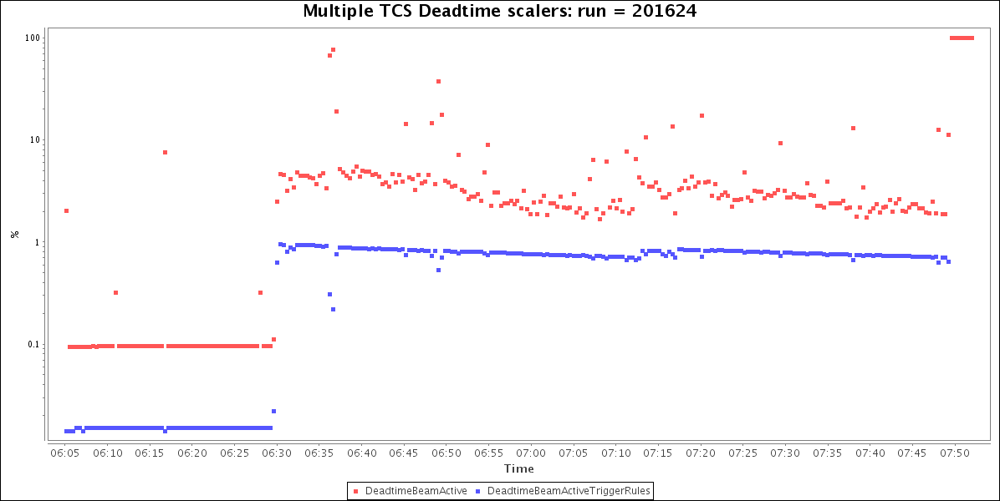 Multiple TCS Deadtime scalers: run = 201624
100
10
1
0.1
%
06:05 06:10 06:15 06:20 06:25 06:30 06:35 06:40 06:45 06:50 06:55 07:00 07:05 07:10 07:15 07:20 07:25 07:30 07:35 07:40 07:45 07:50
Time
DeadtimeBeamActive DeadtimeBeamActiveTriggerRules